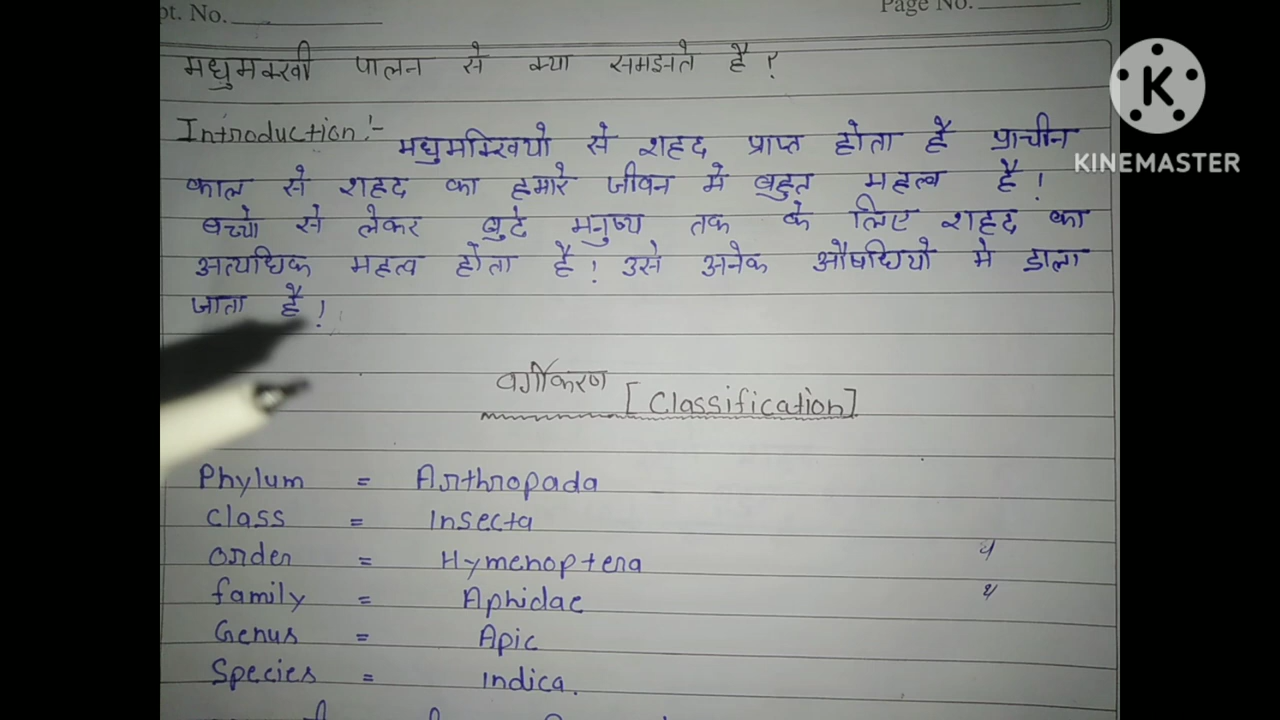 pt. No.
Page No.
मधुमक्खी पालन से क्या समझते है?
Introduction:- मधुमक्खियो से शहद प्राप्त होता है प्राचीन
काल से शहद का हमारे जीवन मे बहुत महत्व है!
बच्चो से लेकर बुटे मनुष्य तक के लिए शहद का
अत्यधिक महत्व होता है! उसे अनेक औषधियो मे डाला
जाता है!
वर्गीकरण [Classification]
Phylum = Arthropada
Class = Insecta
Order = Hymenoptera
family = Aphidae
Genus = Apic
Species = Indica.
K
KINEMASTER